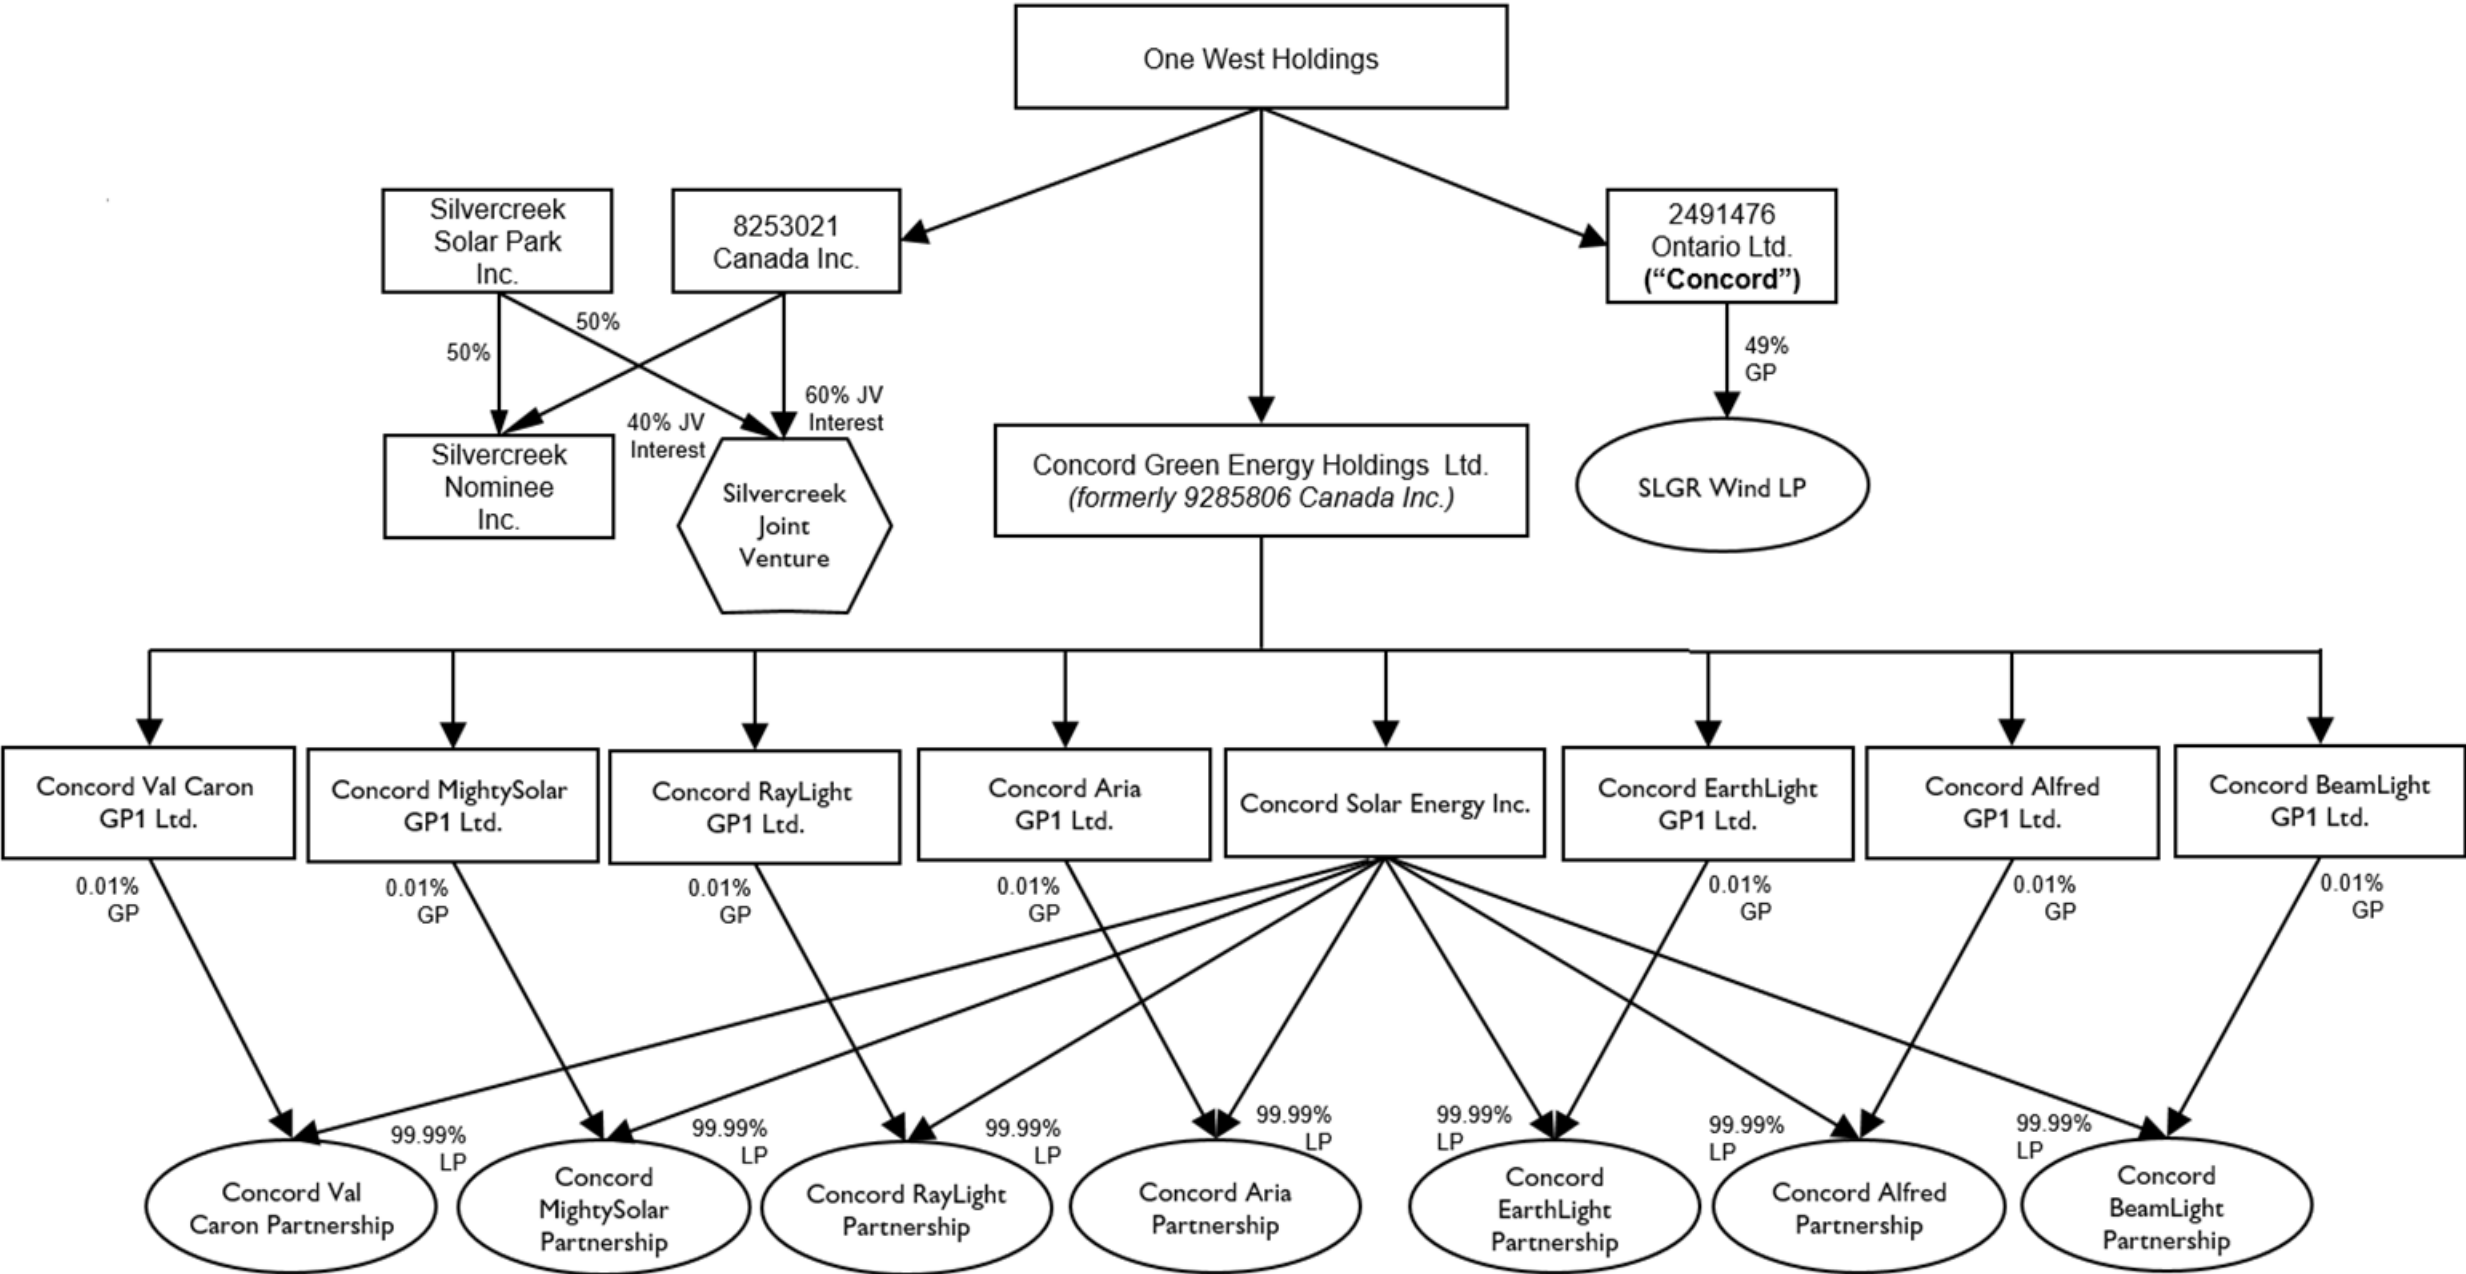 One West Holdings
Silvercreek
Solar Park
Inc.
8253021
Canada Inc.
2491476
Ontario Ltd.
(“Concord”)
50%
50%
49%
GP
60% JV
Interest
40% JV
Interest
Silvercreek
Nominee
Inc.
Silvercreek
Joint
Venture
Concord Green Energy Holdings Ltd.
(formerly 9285806 Canada Inc.)
SLGR Wind LP
Concord Val Caron
GP1 Ltd.
Concord MightySolar
GP1 Ltd.
Concord RayLight
GP1 Ltd.
Concord Aria
GP1 Ltd.
Concord Solar Energy Inc.
Concord EarthLight
GP1 Ltd.
Concord Alfred
GP1 Ltd.
Concord BeamLight
GP1 Ltd.
0.01%
GP
0.01%
GP
0.01%
GP
0.01%
GP
0.01%
GP
0.01%
GP
0.01%
GP
99.99%
LP
99.99%
LP
99.99%
LP
99.99%
LP
99.99%
LP
99.99%
LP
99.99%
LP
Concord Val
Caron Partnership
Concord
MightySolar
Partnership
Concord RayLight
Partnership
Concord Aria
Partnership
Concord
EarthLight
Partnership
Concord Alfred
Partnership
Concord
BeamLight
Partnership